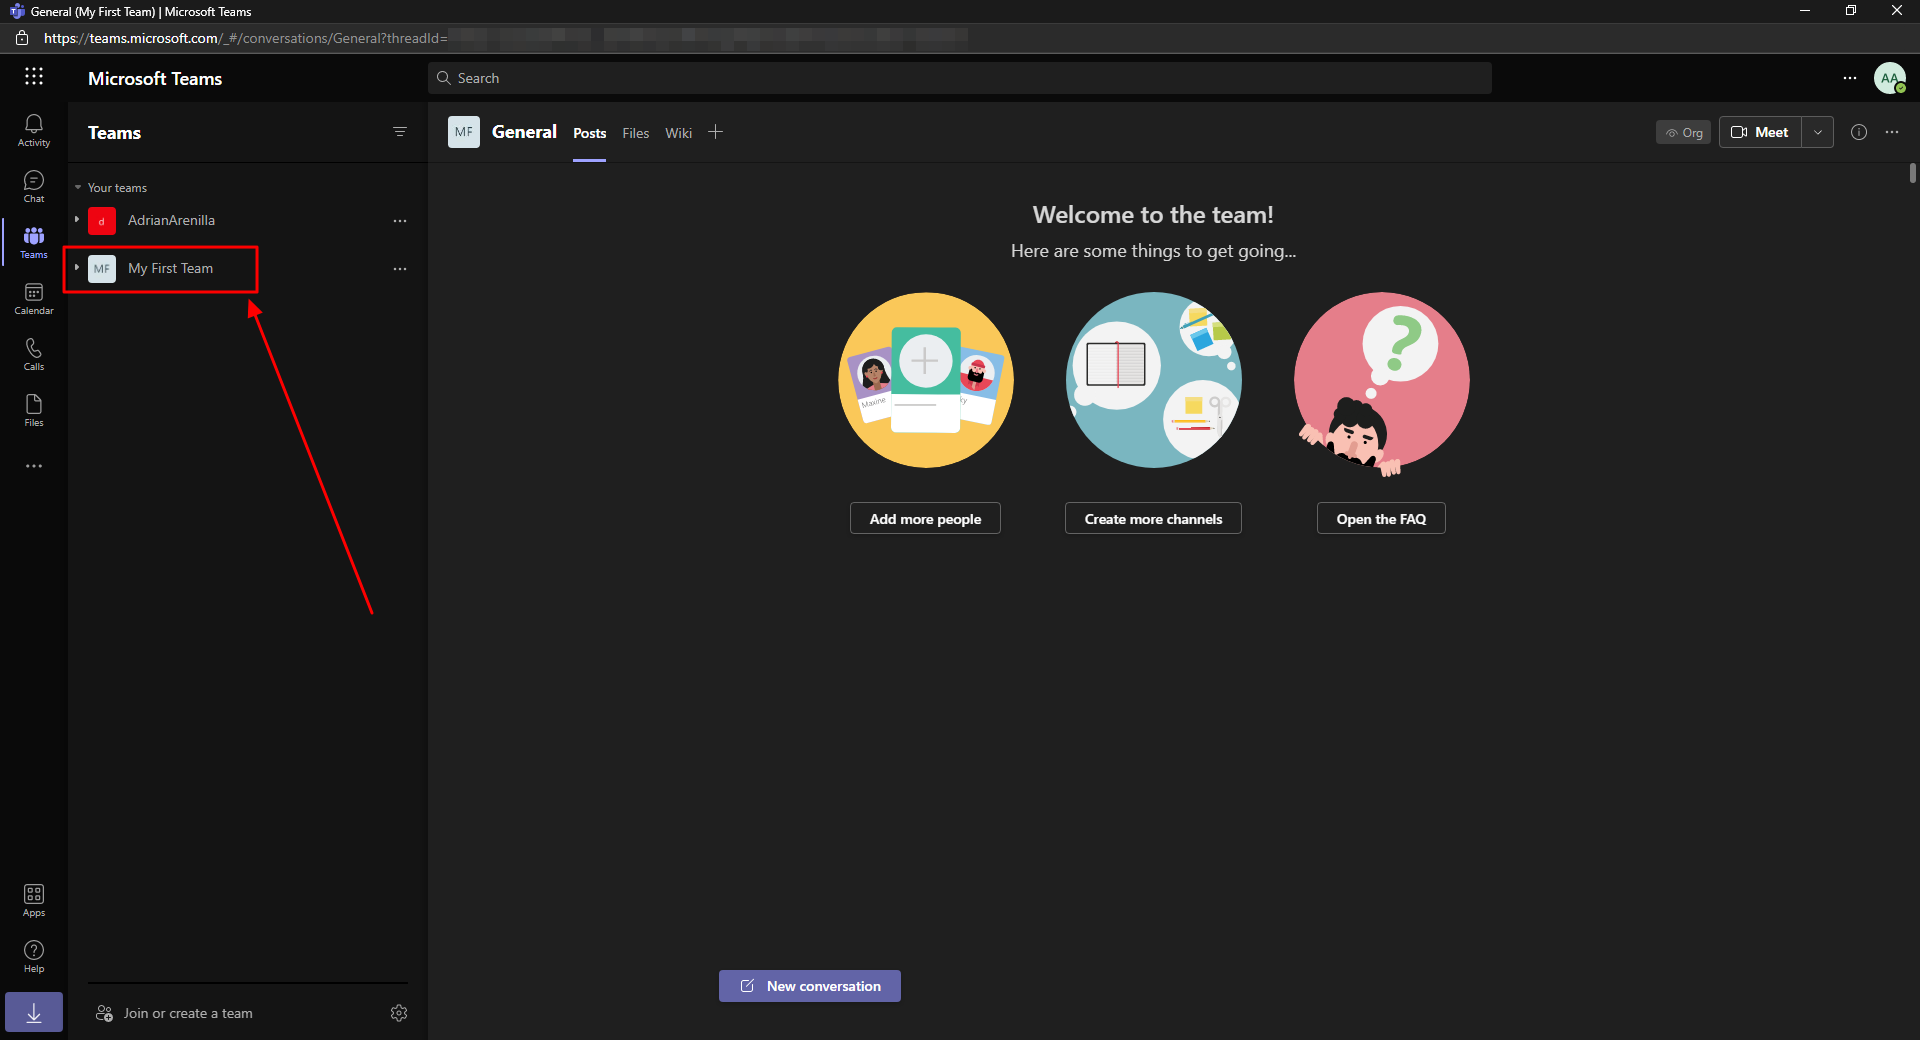 General (My First Team) | Microsoft Teams
https://teams.microsoft.com/_#/conversations/General?threadId=
Microsoft Teams
Search
AA
Activity
Chat
Teams
Calendar
Calls
Files
Apps
Help
Teams
Your teams
d AdrianArenilla
MF My First Team
Join or create a team
MF General Posts Files Wiki
Org Meet
Welcome to the team!
Here are some things to get going...
Maxine
ky
?
Add more people
Create more channels
Open the FAQ
New conversation